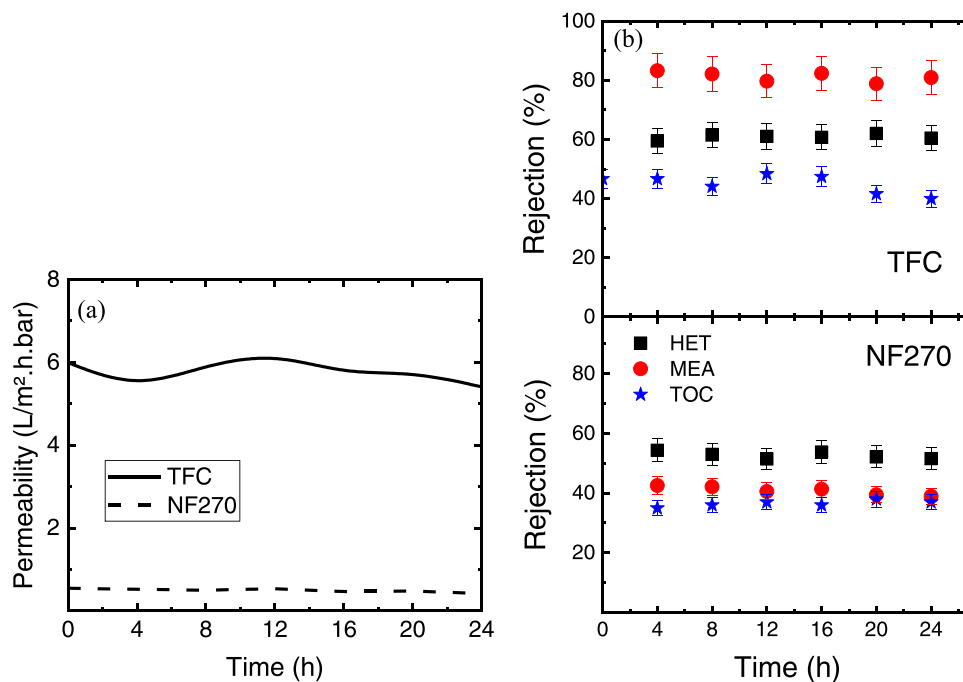 (a)
Permeability (L/m².h.bar)
8
6
4
2
TFC
NF270
0 4 8 12 16 20 24
Time (h)
(b)
Rejection (%)
100
80
60
40
20
0
TFC
HET
MEA
TOC
NF270
Rejection (%)
80
60
40
20
0 4 8 12 16 20 24
Time (h)